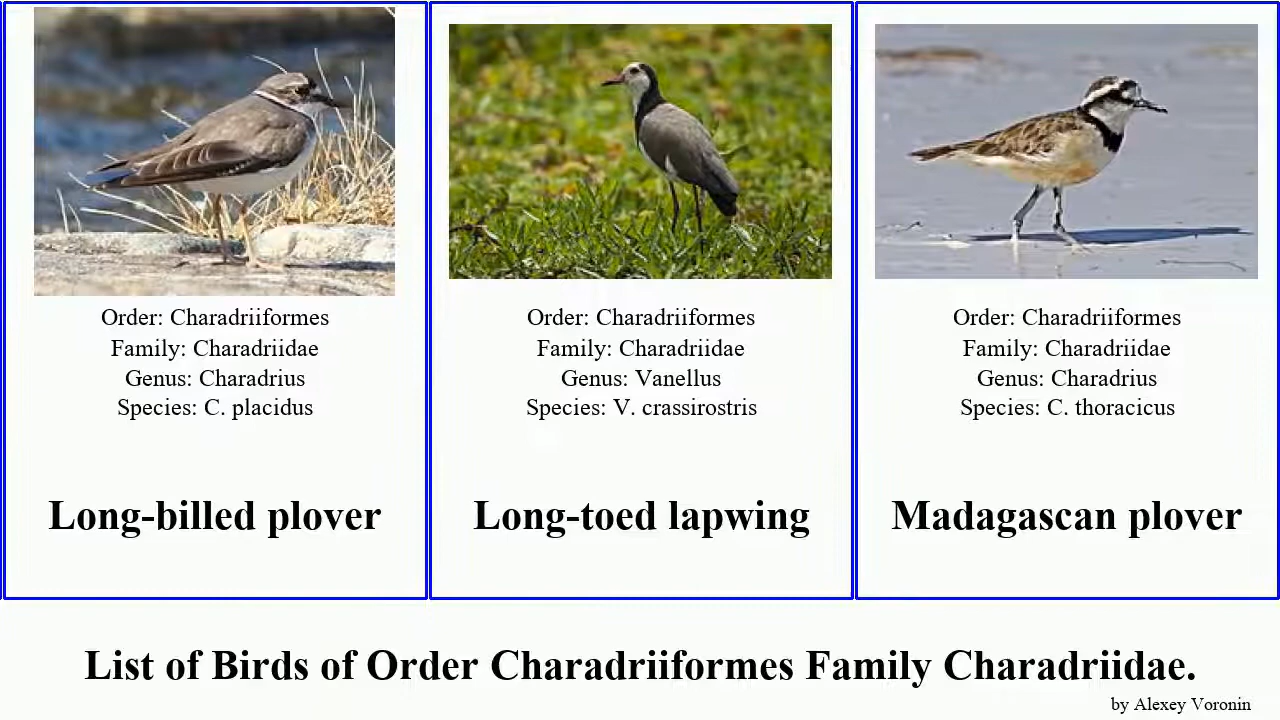 Order: Charadriiformes
Family: Charadriidae
Genus: Charadrius
Species: C. placidus
Long-billed plover
Order: Charadriiformes
Family: Charadriidae
Genus: Vanellus
Species: V. crassirostris
Long-toed lapwing
Order: Charadriiformes
Family: Charadriidae
Genus: Charadrius
Species: C. thoracicus
Madagascan plover
List of Birds of Order Charadriiformes Family Charadriidae.
by Alexey Voronin